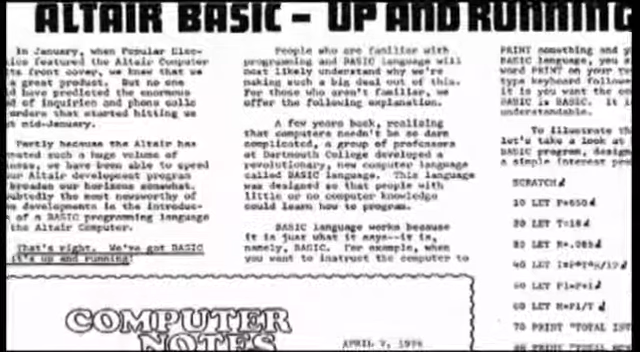 ALTAIR BASIC - UP AND RUNNING
In January, when Popular Elec-
featured the Altair Computer
its front cover, we knew that we
a great product. But no one
have predicted the enormous
of inquiries and phone calls
orders that started hitting us
mid-January.
Partly because the Altair has
such a huge volume of
we have been able to speed
our Altair development program
broaden our horizons somewhat.
the most newsworthy of
developments in the introduc-
of a BASIC programming language
the Altair Computer.
That's right. We've got BASIC
it's up and running!
People who are familiar with
programming and BASIC language will
most likely understand why we're
making such a big deal out of this.
For those who aren't familiar, we
offer the following explanation.
A few years back, realizing
that computers needn't be so darn
complicated, a group of professors
at Dartmouth College developed a
revolutionary, new computer language
called BASIC language. This language
was designed so that people with
little or no computer knowledge
could learn how to program.
BASIC language works because
it is just what it says--it is,
namely, BASIC. For example, when
you want to instruct the computer to
PRINT something and
BASIC language, you
word PRINT on your
type keyboard
it is you want the
BASIC is BASIC. It
understandable.
To illustrate
let's take a look at
BASIC program,
a simple interest
SCRATCH
10 LET P=650
20 LET T=18
30 LET
40 LET
50 LET
60 LET
70 PRINT "TOTAL
80 PRINT
COMPUTER
NOTES
APRIL 7, 1975